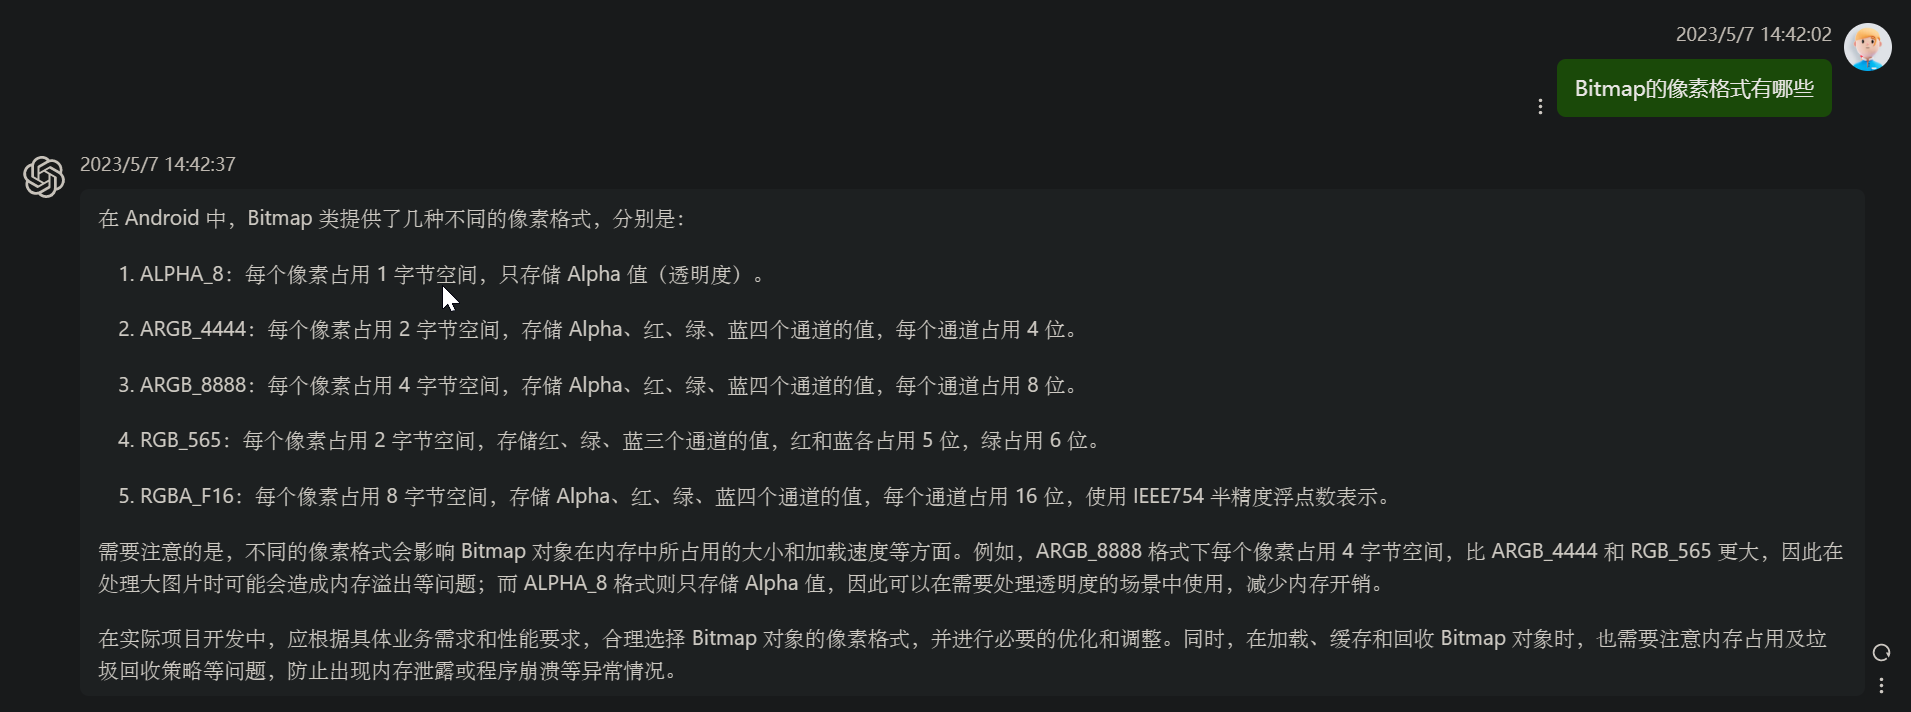 2023/5/7 14:42:02
Bitmap的像素格式有哪些
2023/5/7 14:42:37
在 Android 中，Bitmap 类提供了几种不同的像素格式，分别是：
1. ALPHA_8：每个像素占用 1 字节空间，只存储 Alpha 值（透明度）。
2. ARGB_4444：每个像素占用 2 字节空间，存储 Alpha、红、绿、蓝四个通道的值，每个通道占用 4 位。
3. ARGB_8888：每个像素占用 4 字节空间，存储 Alpha、红、绿、蓝四个通道的值，每个通道占用 8 位。
4. RGB_565：每个像素占用 2 字节空间，存储红、绿、蓝三个通道的值，红和蓝各占用 5 位，绿占用 6 位。
5. RGBA_F16：每个像素占用 8 字节空间，存储 Alpha、红、绿、蓝四个通道的值，每个通道占用 16 位，使用 IEEE754 半精度浮点数表示。
需要注意的是，不同的像素格式会影响 Bitmap 对象在内存中所占用的大小和加载速度等方面。例如，ARGB_8888 格式下每个像素占用 4 字节空间，比 ARGB_4444 和 RGB_565 更大，因此在
处理大图片时可能会造成内存溢出等问题；而 ALPHA_8 格式则只存储 Alpha 值，因此可以在需要处理透明度的场景中使用，减少内存开销。
在实际项目开发中，应根据具体业务需求和性能要求，合理选择 Bitmap 对象的像素格式，并进行必要的优化和调整。同时，在加载、缓存和回收 Bitmap 对象时，也需要注意内存占用及垃
圾回收策略等问题，防止出现内存泄露或程序崩溃等异常情况。